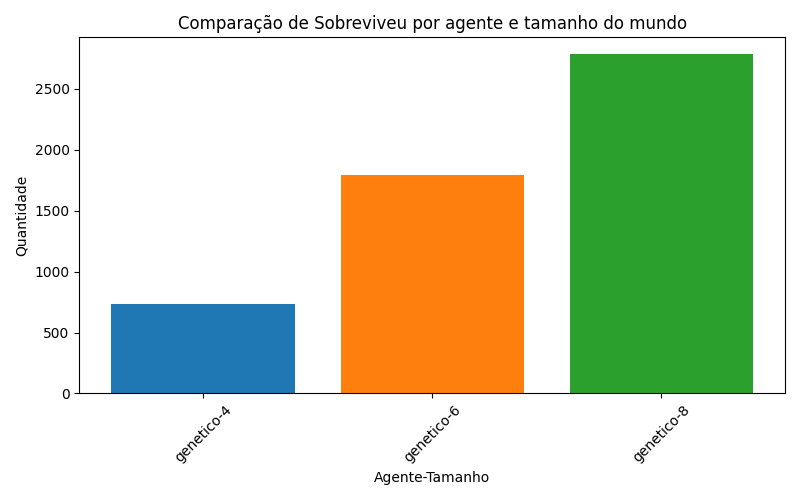 Comparação de Sobreviveu por agente e tamanho do mundo
Quantidade
2500
2000
1500
1000
500
0
genetico-4
genetico-6
genetico-8
Agente-Tamanho